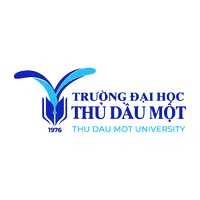 TRƯỜNG ĐẠI HỌC
THỦ DẦU MỘT
THU DAU MOT UNIVERSITY
1976